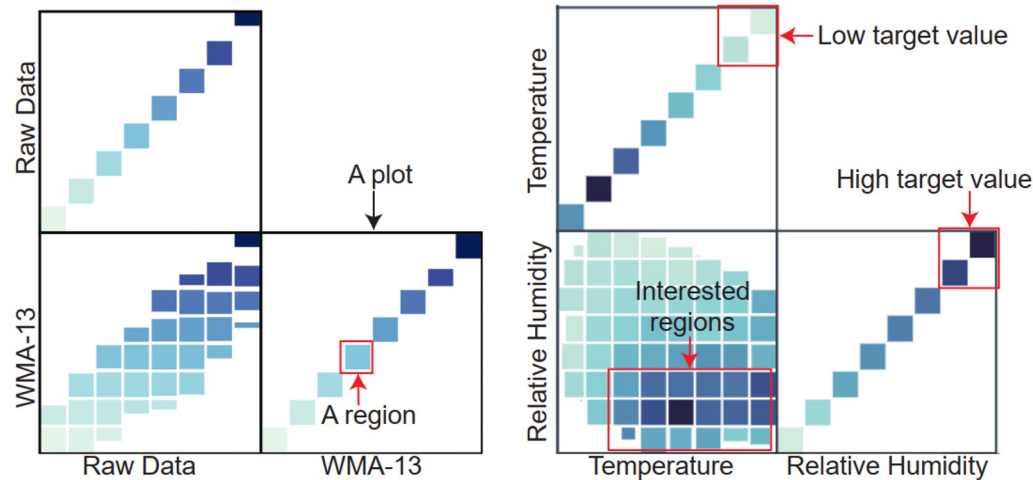 Raw Data
WMA-13
Raw Data
WMA-13
A plot
A region
Temperature
Relative Humidity
Temperature
Relative Humidity
Low target value
High target value
Interested
regions